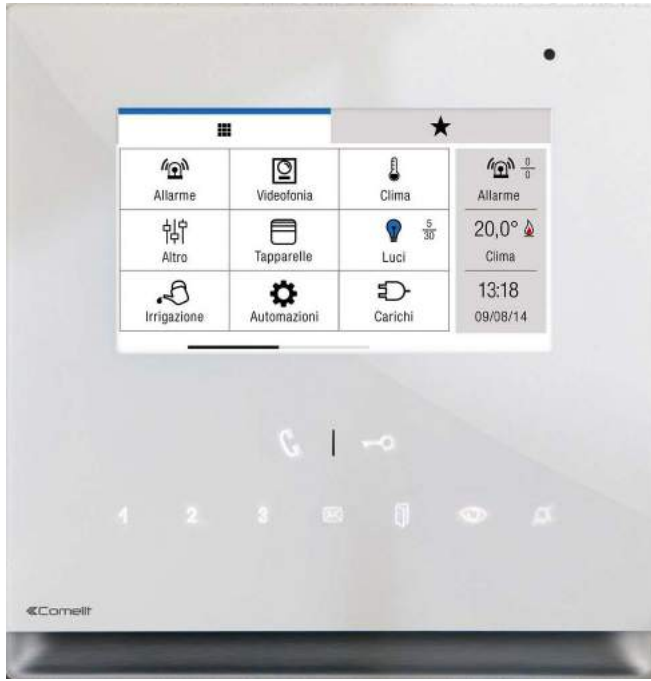 Allarme
Videofonia
Clima
0
0
Allarme
Altro
Tapparelle
5
30
Luci
20,0°
Clima
Irrigazione
Automazioni
Carichi
13:18
09/08/14
1 2 3
Comelit